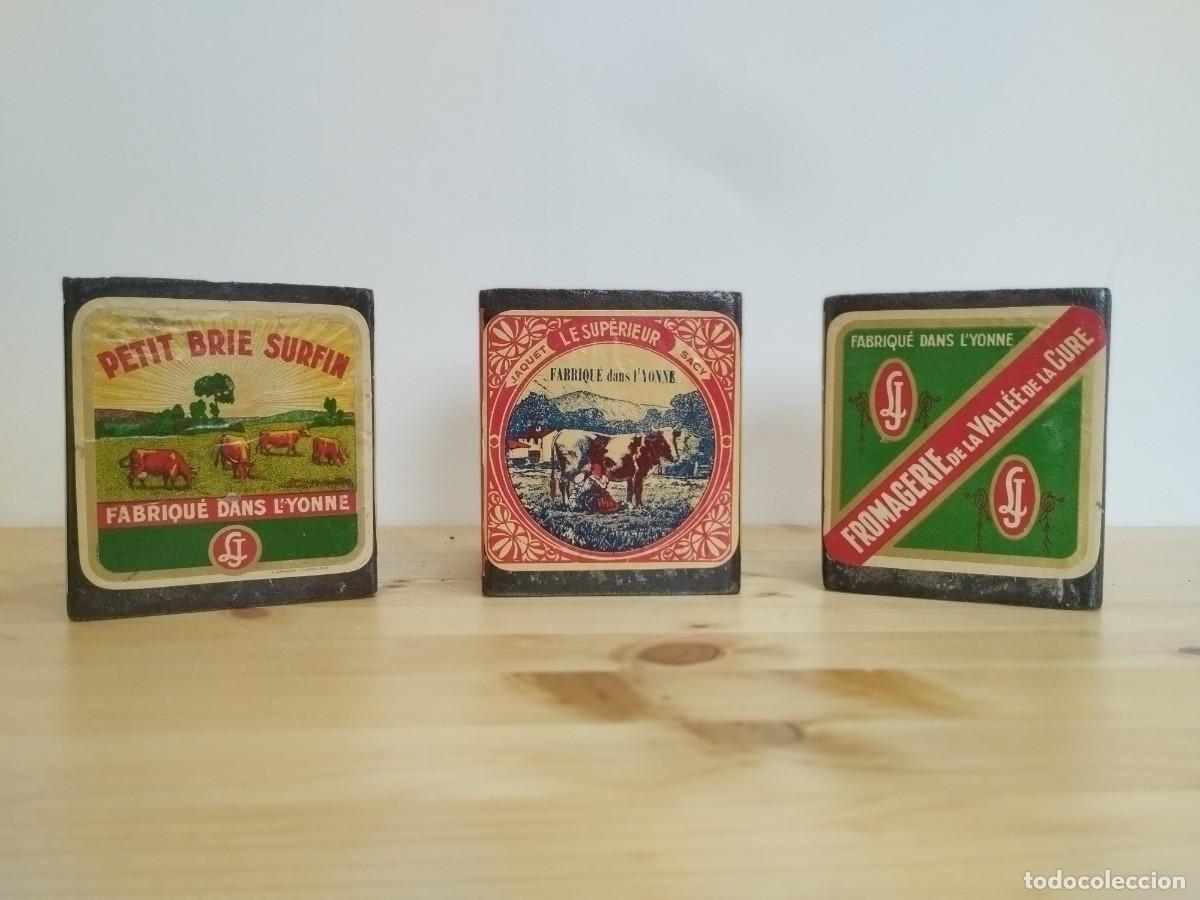 PETIT BRIE SURFIN
FABRIQUÉ DANS L'YONNE
LJ
LE SUPÉRIEUR
JAQUET SACY
FABRIQUÉ dans l'YONNE
FABRIQUÉ DANS L'YONNE
LJ
FROMAGERIE DE LA VALLÉE DE LA CURE
LJ
todocoleccion